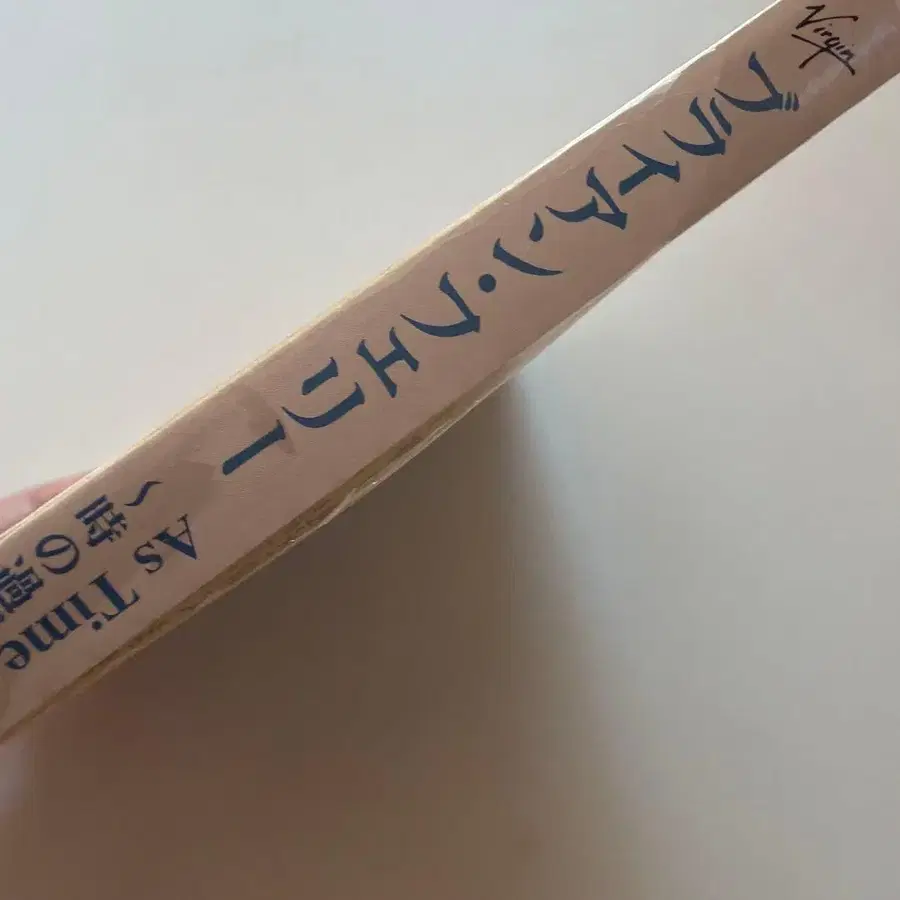 Virgin
ブライアン・フェリー
As Time
〜時の過